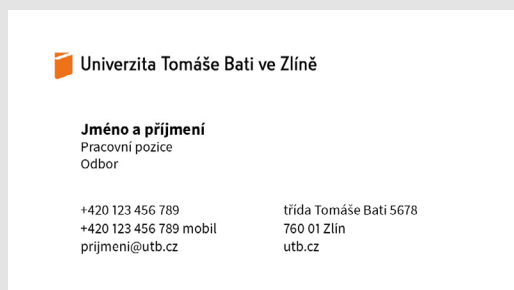 Univerzita Tomáše Bati ve Zlíně
Jméno a příjmení
Pracovní pozice
Odbor
+420 123 456 789
+420 123 456 789 mobil
prijmeni@utb.cz
třída Tomáše Bati 5678
760 01 Zlín
utb.cz